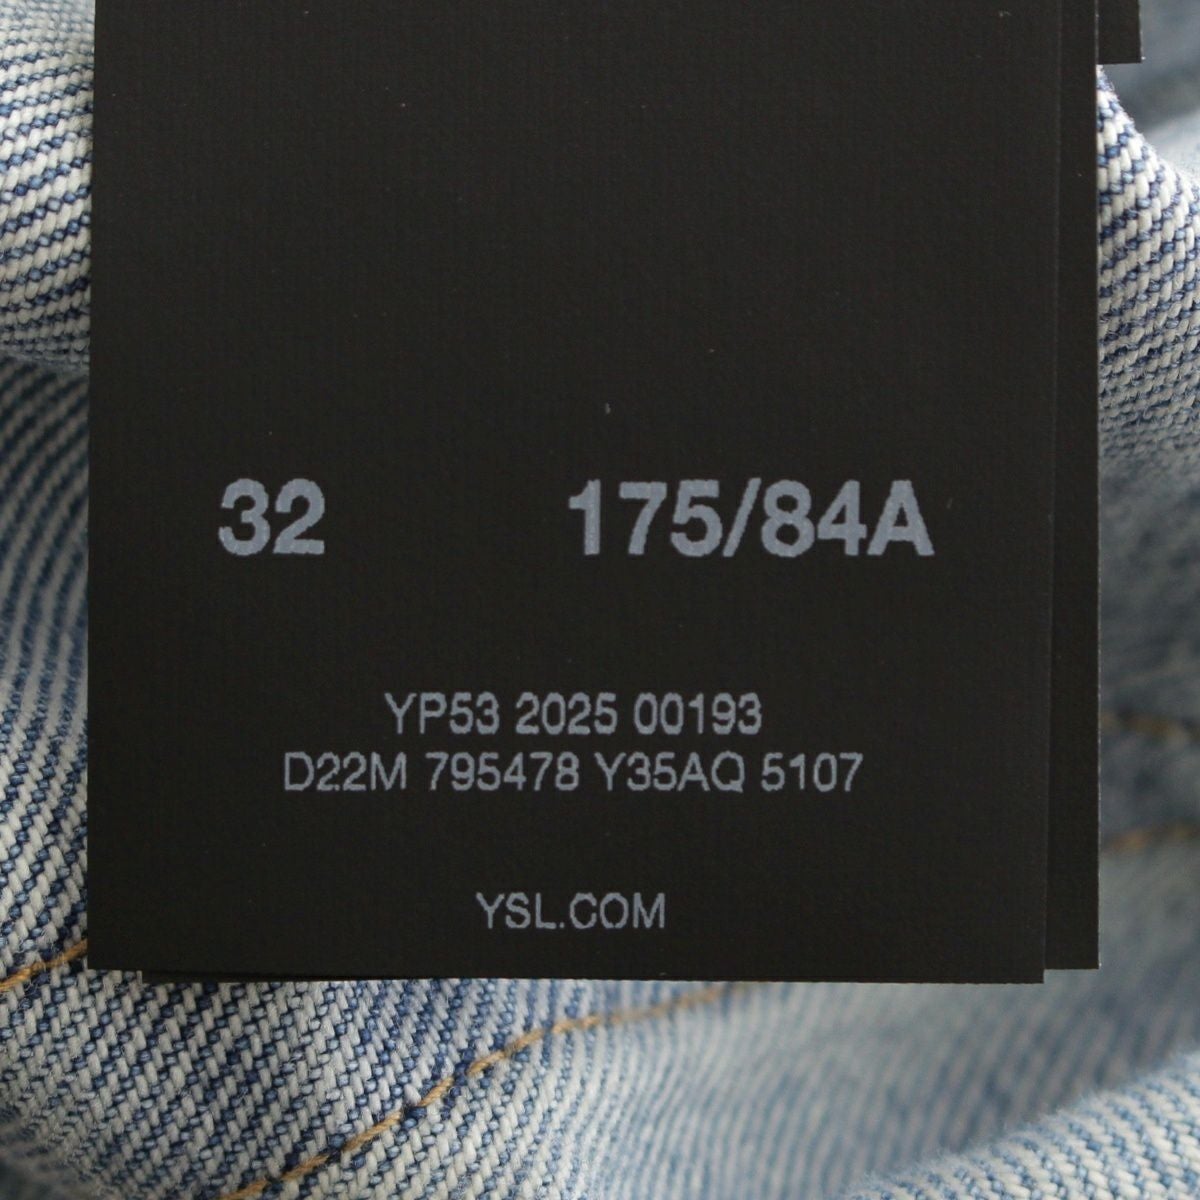 32 175/84A
YP53 2025 00193
D22M 795478 Y35AQ 5107
YSL.COM